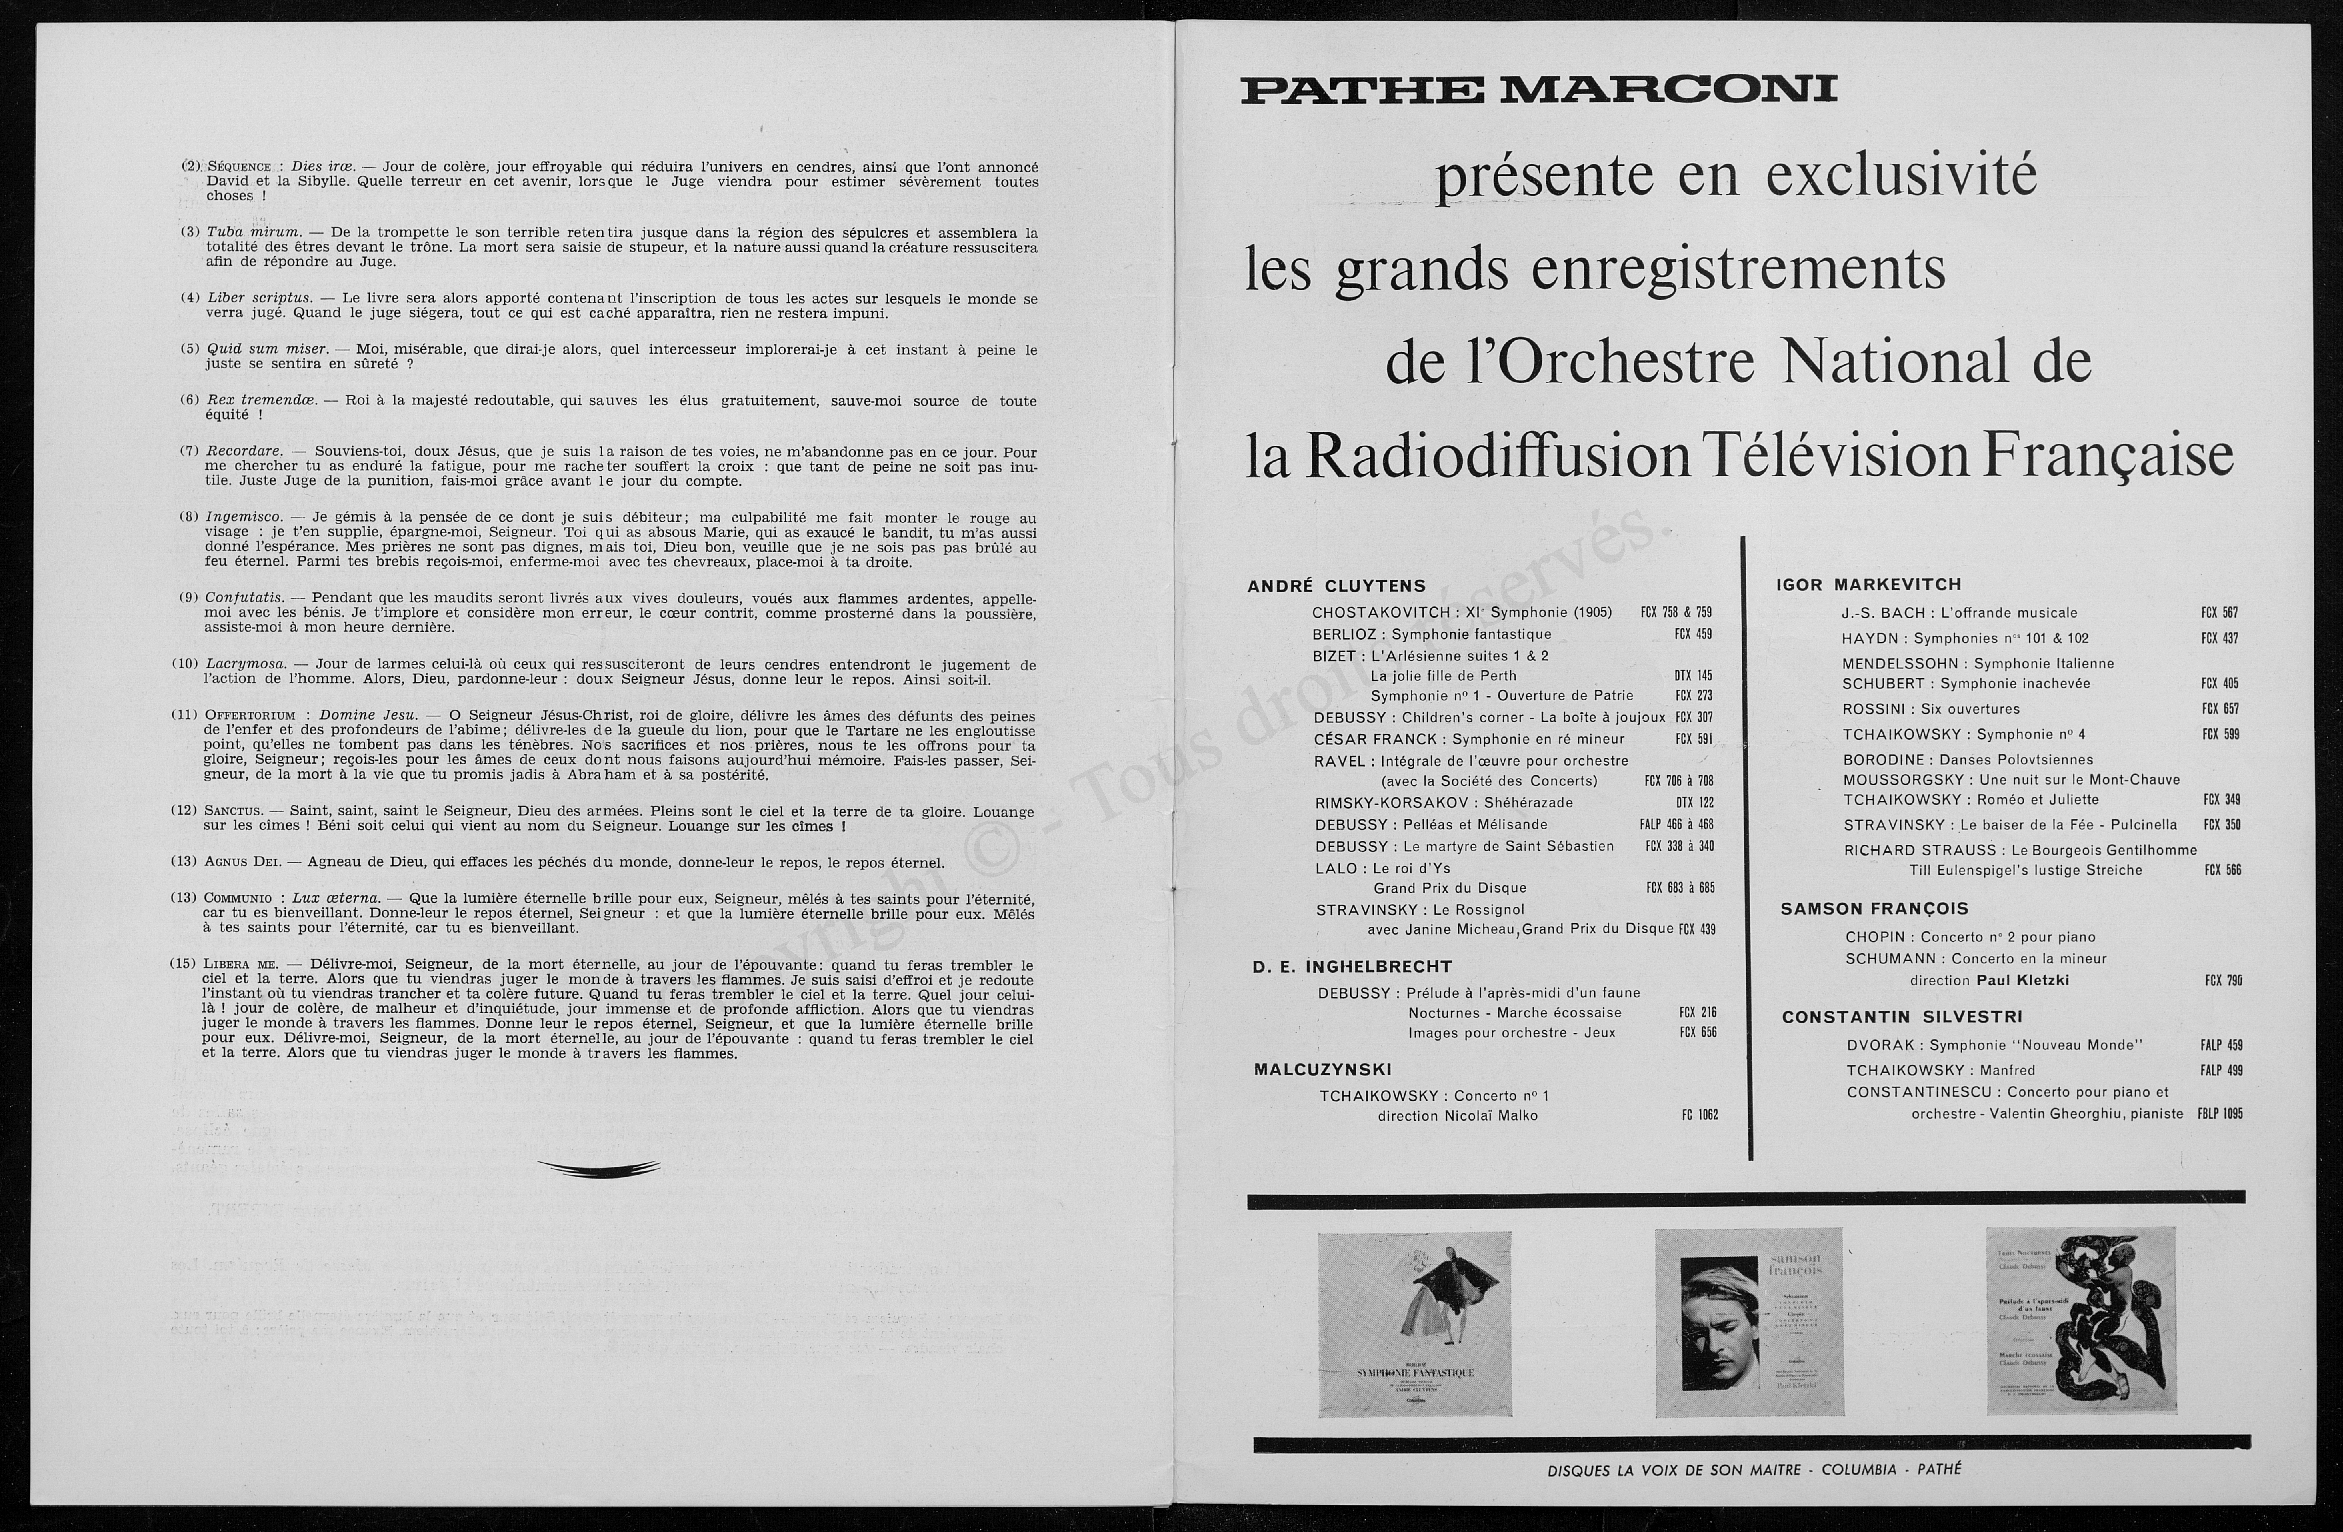 (2) SÉQUENCE : Dies iræ. — Jour de colère, jour effroyable qui réduira l'univers en cendres, ainsi que l'ont annoncé
David et la Sibylle. Quelle terreur en cet avenir, lorsque le Juge viendra pour estimer sévèrement toutes
choses !
(3) Tuba mirum. — De la trompette le son terrible retentira jusque dans la région des sépulcres et assemblera la
totalité des êtres devant le trône. La mort sera saisie de stupeur, et la nature aussi quand la créature ressuscitera
afin de répondre au Juge.
(4) Liber scriptus. — Le livre sera alors apporté contenant l'inscription de tous les actes sur lesquels le monde se
verra jugé. Quand le juge siégera, tout ce qui est caché apparaîtra, rien ne restera impuni.
(5) Quid sum miser. — Moi, misérable, que dirai-je alors, quel intercesseur implorerai-je à cet instant à peine le
juste se sentira en sûreté ?
(6) Rex tremendœ. — Roi à la majesté redoutable, qui sauves les élus gratuitement, sauve-moi source de toute
équité !
(7) Recordare. — Souviens-toi, doux Jésus, que je suis la raison de tes voies, ne m'abandonne pas en ce jour. Pour
me chercher tu as enduré la fatigue, pour me racheter souffert la croix : que tant de peine ne soit pas inu-
tile. Juste Juge de la punition, fais-moi grâce avant le jour du compte.
(8) Ingemisco. — Je gémis à la pensée de ce dont je suis débiteur; ma culpabilité me fait monter le rouge au
visage : je t'en supplie, épargne-moi, Seigneur. Toi qui as absous Marie, qui as exaucé le bandit, tu m'as aussi
donné l'espérance. Mes prières ne sont pas dignes, mais toi, Dieu bon, veuille que je ne sois pas pas brûlé au
feu éternel. Parmi tes brebis reçois-moi, enferme-moi avec tes chevreaux, place-moi à ta droite.
(9) Confutatis. — Pendant que les maudits seront livrés aux vives douleurs, voués aux flammes ardentes, appelle-
moi avec les bénis. Je t'implore et considère mon erreur, le cœur contrit, comme prosterné dans la poussière,
assiste-moi à mon heure dernière.
(10) Lacrymosa. — Jour de larmes celui-là où ceux qui ressusciteront de leurs cendres entendront le jugement de
l'action de l'homme. Alors, Dieu, pardonne-leur : doux Seigneur Jésus, donne leur le repos. Ainsi soit-il.
(11) OFFERTORIUM : Domine Jesu. — O Seigneur Jésus-Christ, roi de gloire, délivre les âmes des défunts des peines
de l'enfer et des profondeurs de l'abîme; délivre-les de la gueule du lion, pour que le Tartare ne les engloutisse
point, qu'elles ne tombent pas dans les ténèbres. Nos sacrifices et nos prières, nous te les offrons pour ta
gloire, Seigneur; reçois-les pour les âmes de ceux dont nous faisons aujourd'hui mémoire. Fais-les passer, Sei-
gneur, de la mort à la vie que tu promis jadis à Abraham et à sa postérité.
(12) SANCTUS. — Saint, saint, saint le Seigneur, Dieu des armées. Pleins sont le ciel et la terre de ta gloire. Louange
sur les cîmes ! Béni soit celui qui vient au nom du Seigneur. Louange sur les cîmes !
(13) AGNUS DEI. — Agneau de Dieu, qui effaces les péchés du monde, donne-leur le repos, le repos éternel.
(13) COMMUNIO : Lux æterna. — Que la lumière éternelle brille pour eux, Seigneur, mêlés à tes saints pour l'éternité,
car tu es bienveillant. Donne-leur le repos éternel, Seigneur : et que la lumière éternelle brille pour eux. Mêlés
à tes saints pour l'éternité, car tu es bienveillant.
(15) LIBERA ME. — Délivre-moi, Seigneur, de la mort éternelle, au jour de l'épouvante: quand tu feras trembler le
ciel et la terre. Alors que tu viendras juger le monde à travers les flammes. Je suis saisi d'effroi et je redoute
l'instant où tu viendras trancher et ta colère future. Quand tu feras trembler le ciel et la terre. Quel jour celui-
là ! jour de colère, de malheur et d'inquiétude, jour immense et de profonde affliction. Alors que tu viendras
juger le monde à travers les flammes. Donne leur le repos éternel, Seigneur, et que la lumière éternelle brille
pour eux. Délivre-moi, Seigneur, de la mort éternelle, au jour de l'épouvante : quand tu feras trembler le ciel
et la terre. Alors que tu viendras juger le monde à travers les flammes.
PATHE MARCONI
présente en exclusivité
les grands enregistrements
de l'Orchestre National de
la Radiodiffusion Télévision Française
ANDRÉ CLUYTENS
CHOSTAKOVITCH : XIe Symphonie (1905) FCX 758 & 759
BERLIOZ : Symphonie fantastique FCX 459
BIZET : L'Arlésienne suites 1 & 2
La jolie fille de Perth DTX 145
Symphonie nº 1 - Ouverture de Patrie FCX 273
DEBUSSY : Children's corner - La boîte à joujoux FCX 307
CÉSAR FRANCK : Symphonie en ré mineur FCX 591
RAVEL : Intégrale de l'œuvre pour orchestre
(avec la Société des Concerts) FCX 706 à 708
RIMSKY-KORSAKOV : Shéhérazade DTX 122
DEBUSSY : Pelléas et Mélisande FALP 466 à 468
DEBUSSY : Le martyre de Saint Sébastien FCX 338 à 340
LALO : Le roi d'Ys
Grand Prix du Disque FCX 683 à 685
STRAVINSKY : Le Rossignol
avec Janine Micheau, Grand Prix du Disque FCX 439
D. E. INGHELBRECHT
DEBUSSY : Prélude à l'après-midi d'un faune
Nocturnes - Marche écossaise FCX 216
Images pour orchestre - Jeux FCX 656
MALCUZYNSKI
TCHAIKOWSKY : Concerto nº 1
direction Nicolaï Malko FC 1062
IGOR MARKEVITCH
J.-S. BACH : L'offrande musicale FCX 567
HAYDN : Symphonies nos 101 & 102 FCX 437
MENDELSSOHN : Symphonie Italienne
SCHUBERT : Symphonie inachevée FCX 405
ROSSINI : Six ouvertures FCX 657
TCHAIKOWSKY : Symphonie nº 4 FCX 599
BORODINE : Danses Polovtsiennes
MOUSSORGSKY : Une nuit sur le Mont-Chauve
TCHAIKOWSKY : Roméo et Juliette FCX 349
STRAVINSKY : Le baiser de la Fée - Pulcinella FCX 350
RICHARD STRAUSS : Le Bourgeois Gentilhomme
Till Eulenspigel's lustige Streiche FCX 566
SAMSON FRANÇOIS
CHOPIN : Concerto nº 2 pour piano
SCHUMANN : Concerto en la mineur
direction Paul Kletzki FCX 790
CONSTANTIN SILVESTRI
DVORAK : Symphonie "Nouveau Monde" FALP 459
TCHAIKOWSKY : Manfred FALP 499
CONSTANTINESCU : Concerto pour piano et
orchestre - Valentin Gheorghiu, pianiste FBLP 1095
SYMPHONIE FANTASTIQUE
ANDRÉ CLUYTENS
samson
françois
Schumann
Chopin
Paul Kletzki
Trois Nocturnes
Claude Debussy
Prélude à l'après-midi
d'un faune
Claude Debussy
Marche écossaise
Claude Debussy
DISQUES LA VOIX DE SON MAITRE - COLUMBIA - PATHÉ
Copyright © - Tous droits réservés.